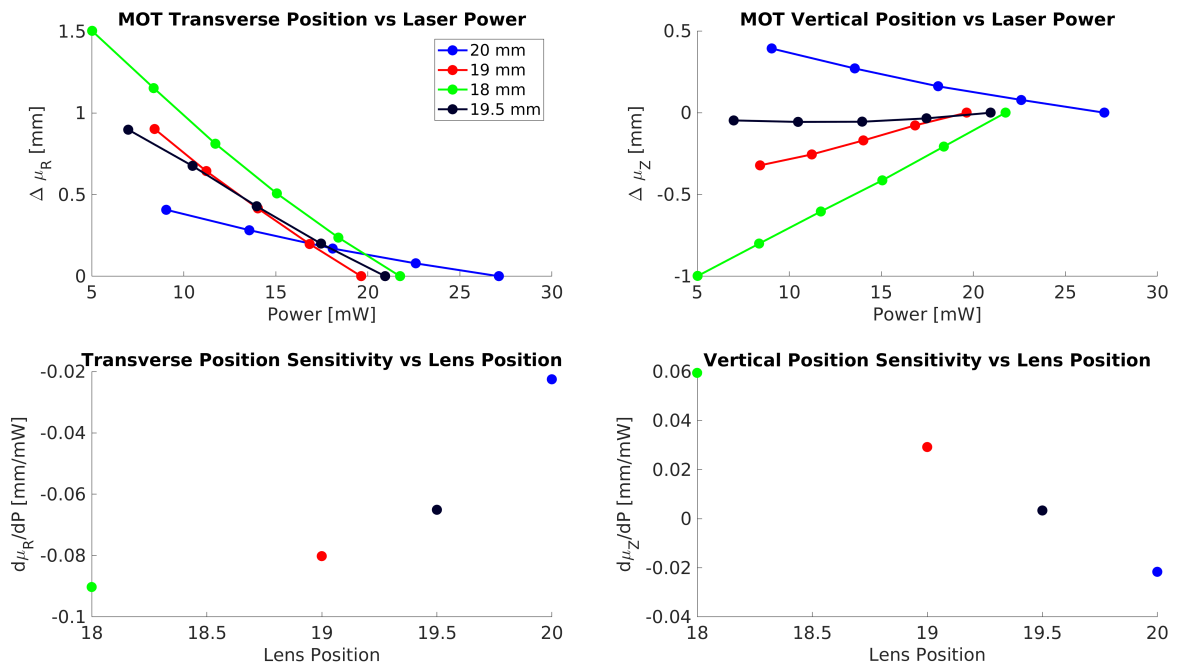 MOT Transverse Position vs Laser Power
1.5
1
0.5
0
Δ μR [mm]
5 10 15 20 25 30
Power [mW]
20 mm
19 mm
18 mm
19.5 mm
MOT Vertical Position vs Laser Power
0.5
0
-0.5
-1
Δ μZ [mm]
5 10 15 20 25 30
Power [mW]
Transverse Position Sensitivity vs Lens Position
-0.02
-0.04
-0.06
-0.08
-0.1
dμR/dP [mm/mW]
18 18.5 19 19.5 20
Lens Position
Vertical Position Sensitivity vs Lens Position
0.06
0.04
0.02
0
-0.02
-0.04
dμZ/dP [mm/mW]
18 18.5 19 19.5 20
Lens Position